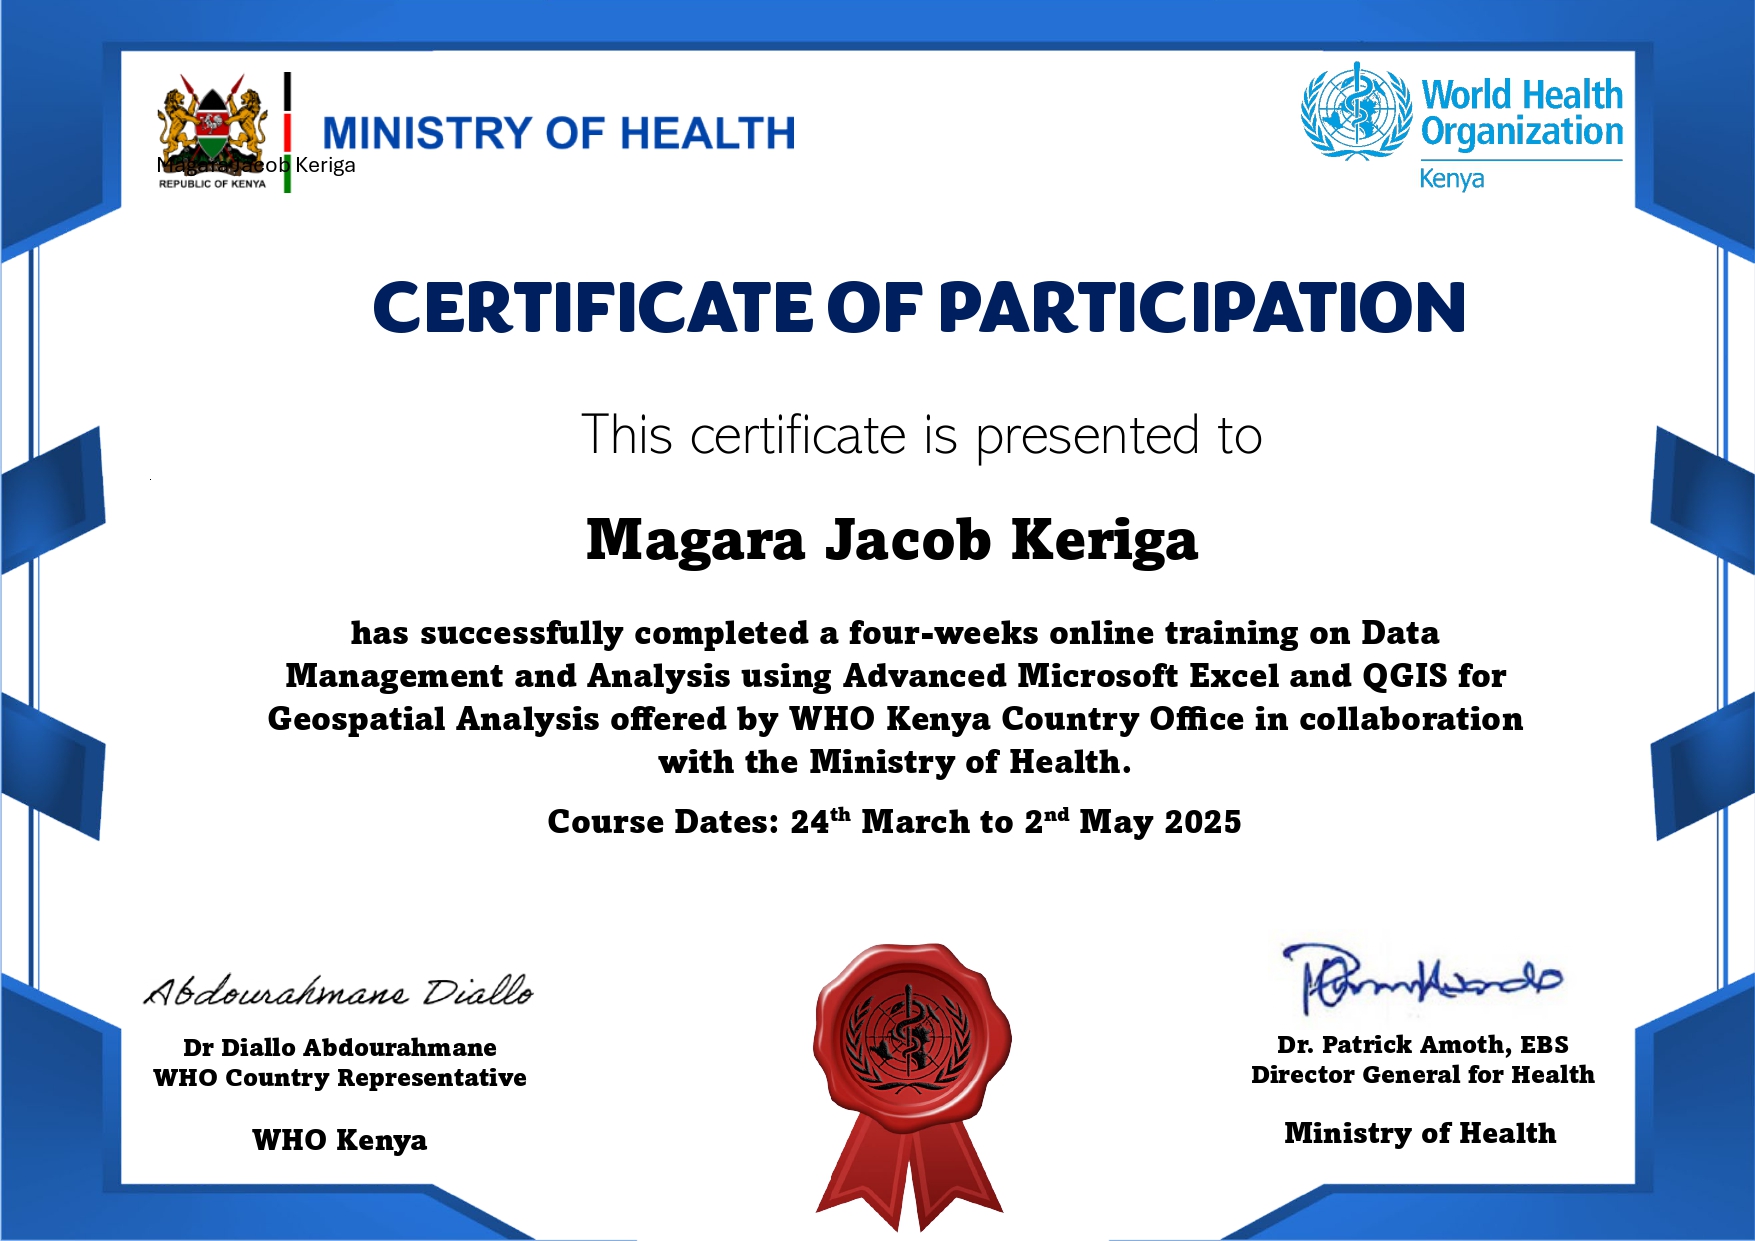 MINISTRY OF HEALTH
Magara Jacob Keriga
REPUBLIC OF KENYA
World Health
Organization
Kenya
CERTIFICATE OF PARTICIPATION
This certificate is presented to
Magara Jacob Keriga
has successfully completed a four-weeks online training on Data
Management and Analysis using Advanced Microsoft Excel and QGIS for
Geospatial Analysis offered by WHO Kenya Country Office in collaboration
with the Ministry of Health.
Course Dates: 24th March to 2nd May 2025
Abdourahmane Diallo
Dr Diallo Abdourahmane
WHO Country Representative
WHO Kenya
Dr. Patrick Amoth, EBS
Director General for Health
Ministry of Health